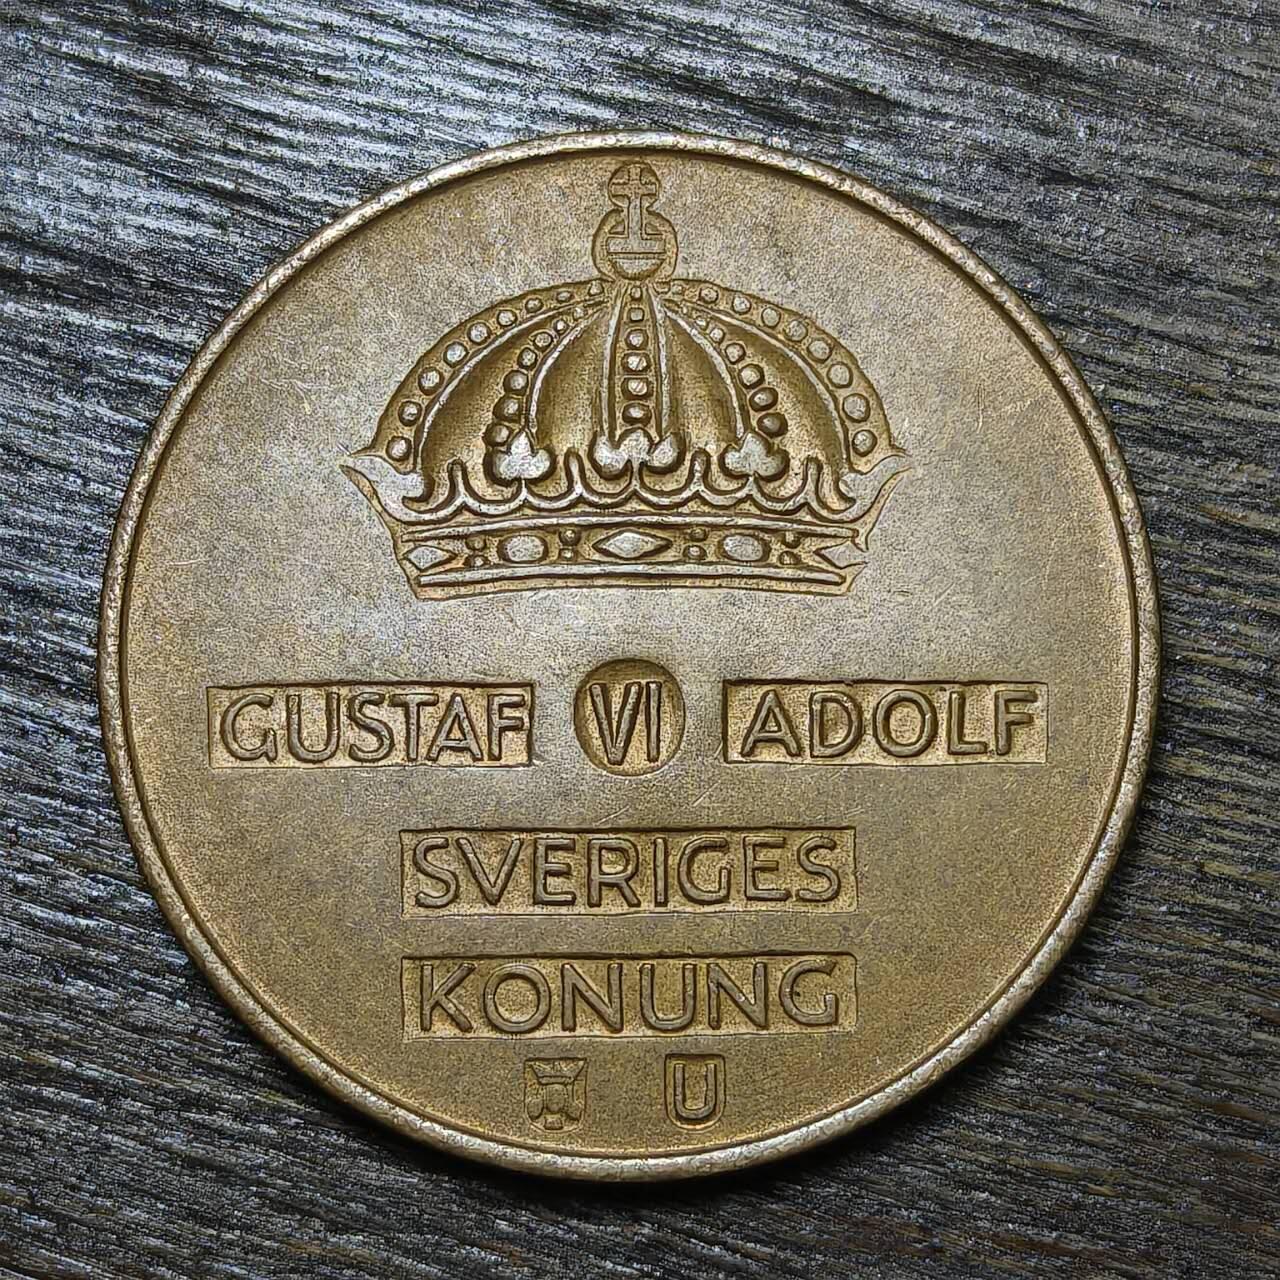 GUSTAF VI ADOLF
SVERIGES
KONUNG
U